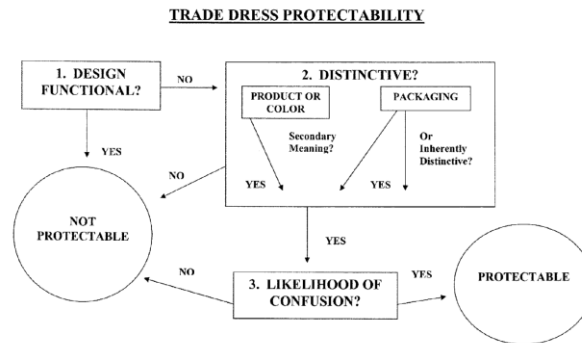 TRADE DRESS PROTECTABILITY
1. DESIGN
FUNCTIONAL?
NO
2. DISTINCTIVE?
PRODUCT OR
COLOR
PACKAGING
Secondary
Meaning?
Or
Inherently
Distinctive?
YES
NO
YES
YES
NOT
PROTECTABLE
YES
NO
3. LIKELIHOOD OF
CONFUSION?
YES
PROTECTABLE